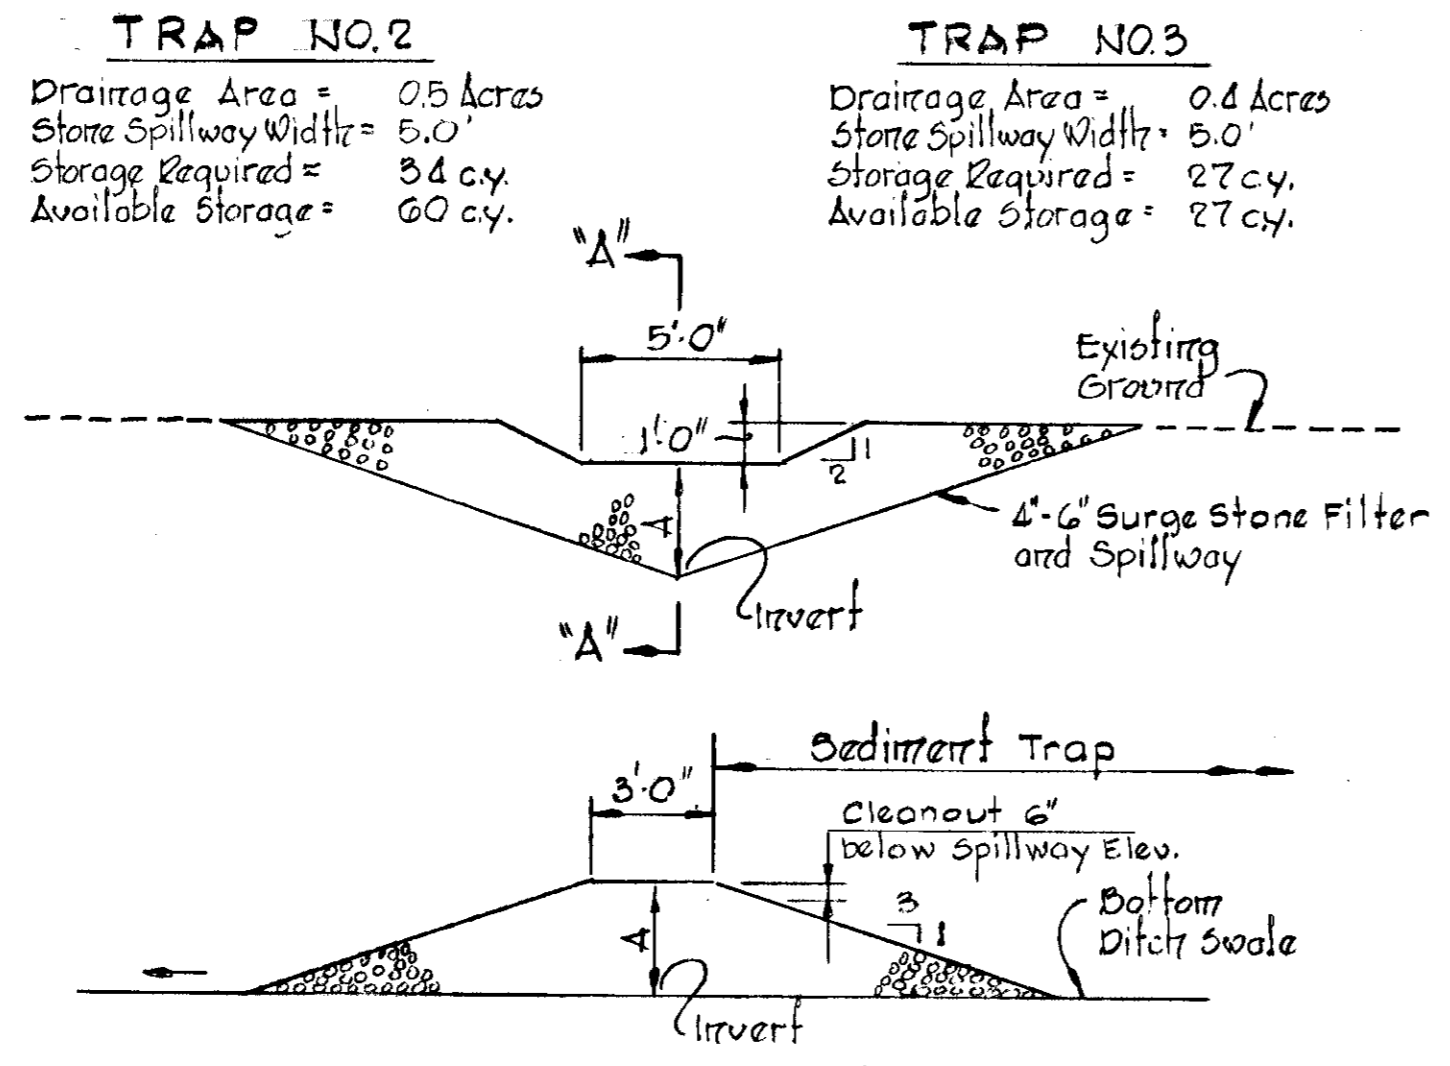 TRAP NO.2
Drainage Area = 0.5 Acres
Stone Spillway Width = 5.0'
Storage Required = 34 c.y.
Available Storage = 60 c.y.
TRAP NO.3
Drainage Area = 0.4 Acres
Stone Spillway Width = 5.0'
Storage Required = 27 c.y.
Available Storage = 27 c.y.
"A"
5'-0"
Existing
Ground
1'-0"
1
2
A
4"-6" Surge Stone Filter
and Spillway
Invert
"A"
Sediment Trap
3'-0"
Cleanout 6"
below Spillway Elev.
3
1
A
Bottom
Ditch Swale
Invert